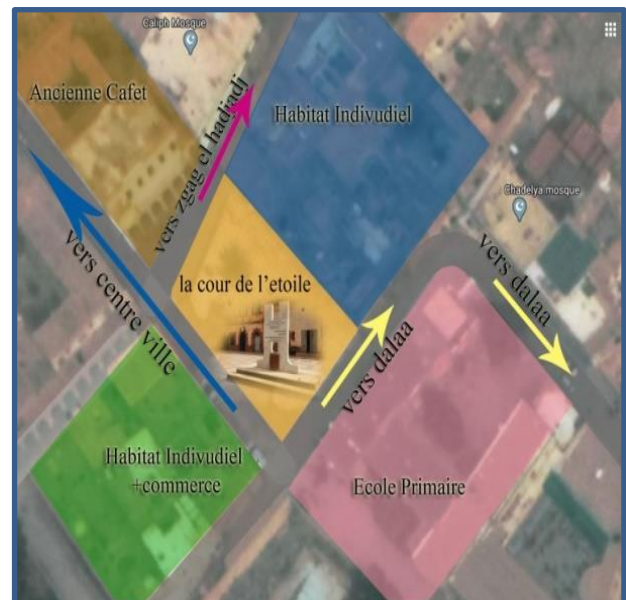 Caliph Mosque
Ancienne Cafet
Habitat Indivudiel
vers zgag el hadjadj
Chadelya mosque
vers dalaa
la cour de l'etoile
vers centre ville
vers dalaa
Habitat Indivudiel
+commerce
Ecole Primaire